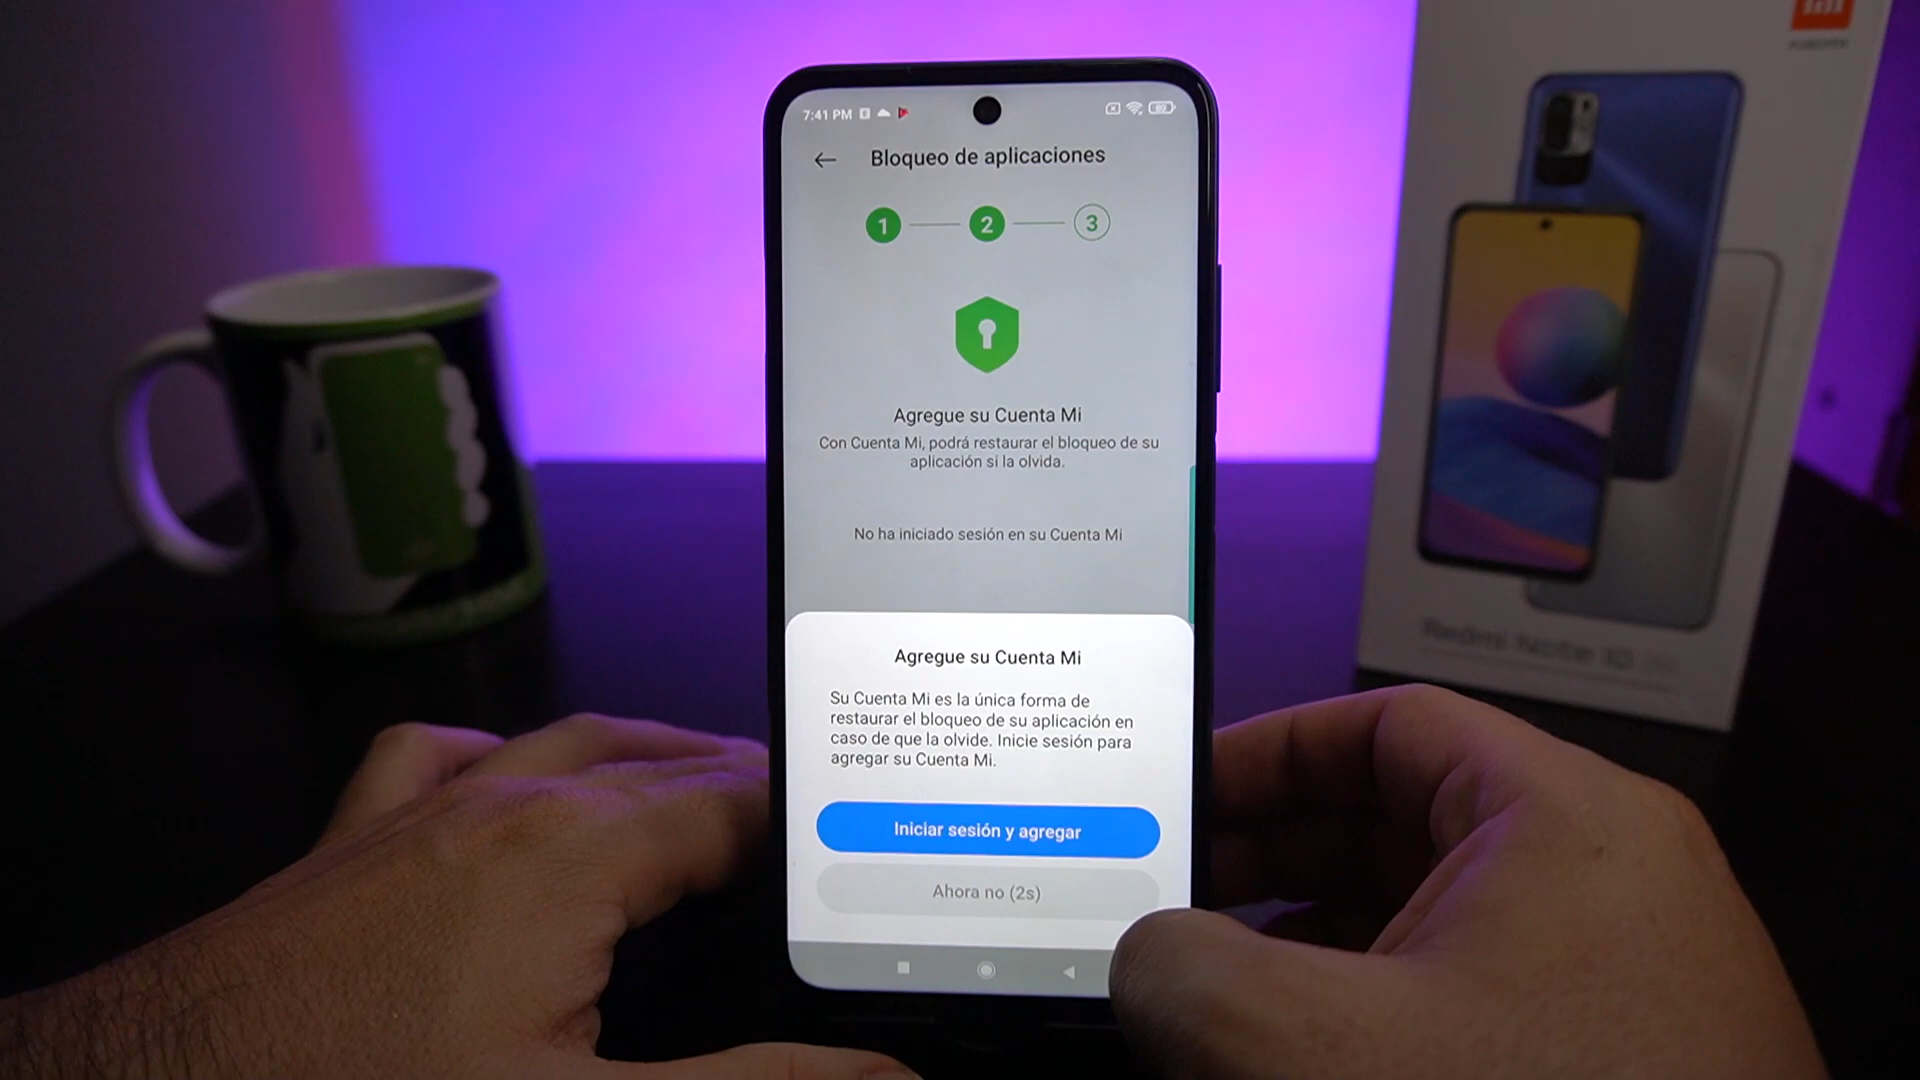 7:41 PM
Bloqueo de aplicaciones
1
2
3
Agregue su Cuenta Mi
Con Cuenta Mi, podrá restaurar el bloqueo de su
aplicación si la olvida.
No ha iniciado sesión en su Cuenta Mi
Agregue su Cuenta Mi
Su Cuenta Mi es la única forma de
restaurar el bloqueo de su aplicación en
caso de que la olvide. Inicie sesión para
agregar su Cuenta Mi.
Iniciar sesión y agregar
Ahora no (2s)
Redmi Note 10